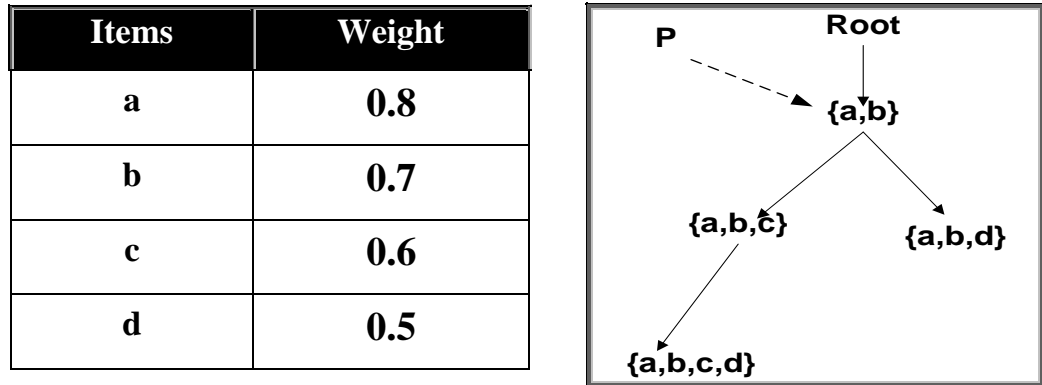 Items Weight
a 0.8
b 0.7
c 0.6
d 0.5
P Root
{a,b}
{a,b,c} {a,b,d}
{a,b,c,d}